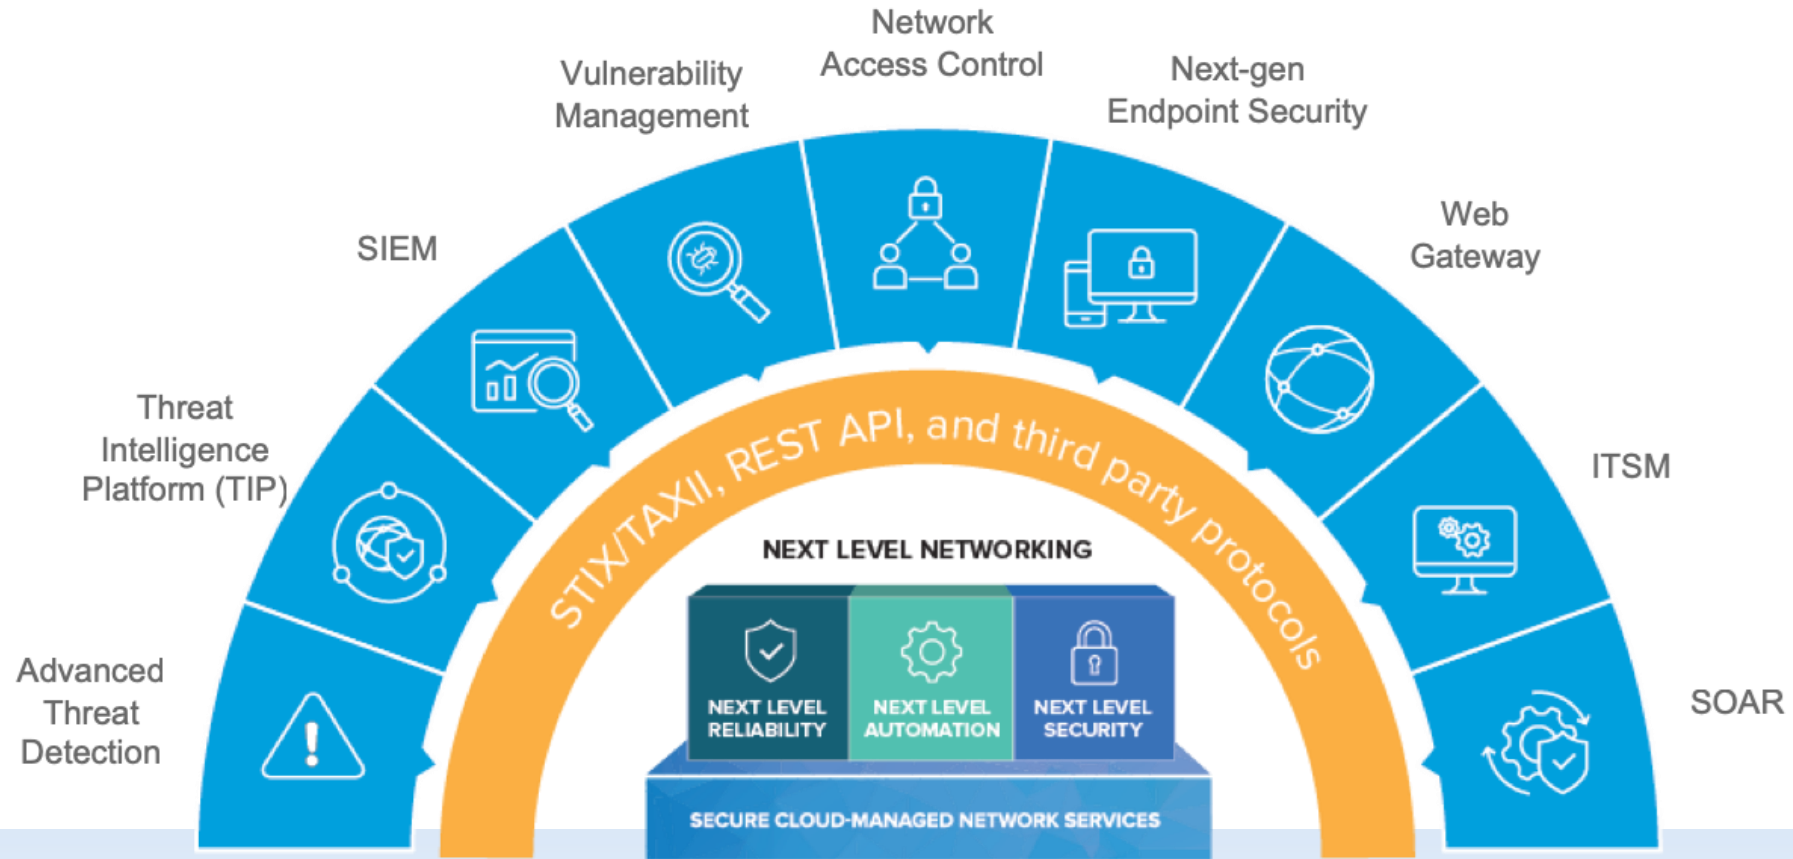 Network
Access Control
Vulnerability
Management
Next-gen
Endpoint Security
SIEM
Web
Gateway
Threat
Intelligence
Platform (TIP)
ITSM
Advanced
Threat
Detection
SOAR
STIX/TAXII, REST API, and third party protocols
NEXT LEVEL NETWORKING
NEXT LEVEL
RELIABILITY
NEXT LEVEL
AUTOMATION
NEXT LEVEL
SECURITY
SECURE CLOUD-MANAGED NETWORK SERVICES